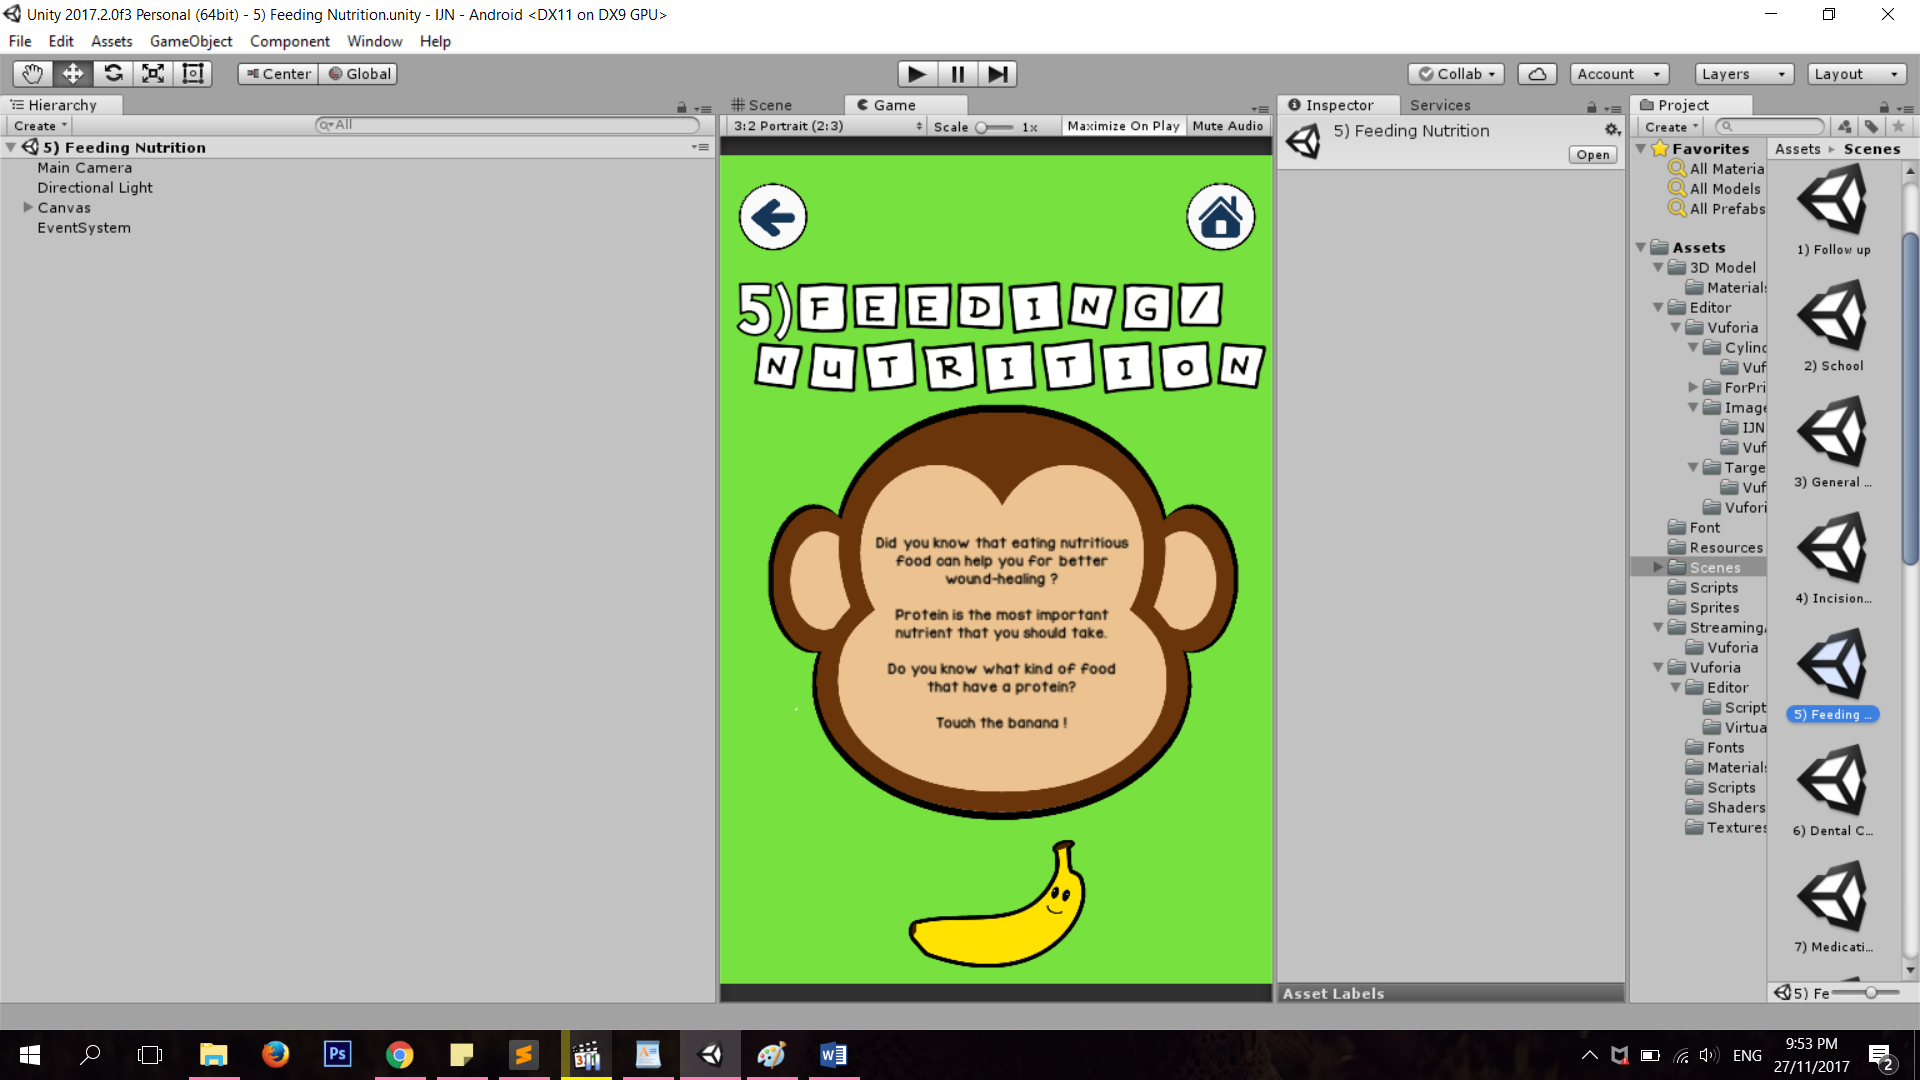 Unity 2017.2.0f3 Personal (64bit) - 5) Feeding Nutrition.unity - IJN - Android <DX11 on DX9 GPU>
File Edit Assets GameObject Component Window Help
Center Global Collab Account Layers Layout
Hierarchy
Create All
5) Feeding Nutrition
Main Camera
Directional Light
Canvas
EventSystem
Scene Game
3:2 Portrait (2:3) Scale 1x Maximize On Play Mute Audio
5) FEEDING/
NUTRITION
Did you know that eating nutritious
food can help you for better
wound-healing ?
Protein is the most important
nutrient that you should take.
Do you know what kind of food
that have a protein?
Touch the banana !
Inspector Services
5) Feeding Nutrition
Open
Asset Labels
Project
Create
Favorites
All Materia
All Models
All Prefabs
Assets
3D Model
Materials
Editor
Vuforia
Cylind
Vuf
ForPri
Image
IJN
Vuf
Targe
Vuf
Vufori
Font
Resources
Scenes
Scripts
Sprites
Streaming
Vuforia
Vuforia
Editor
Script
Virtua
Fonts
Materials
Scripts
Shaders
Textures
Assets Scenes
1) Follow up
2) School
3) General ...
4) Incision...
5) Feeding ...
6) Dental C...
7) Medicati...
5) Fe
Ps
ENG
9:53 PM
27/11/2017
2